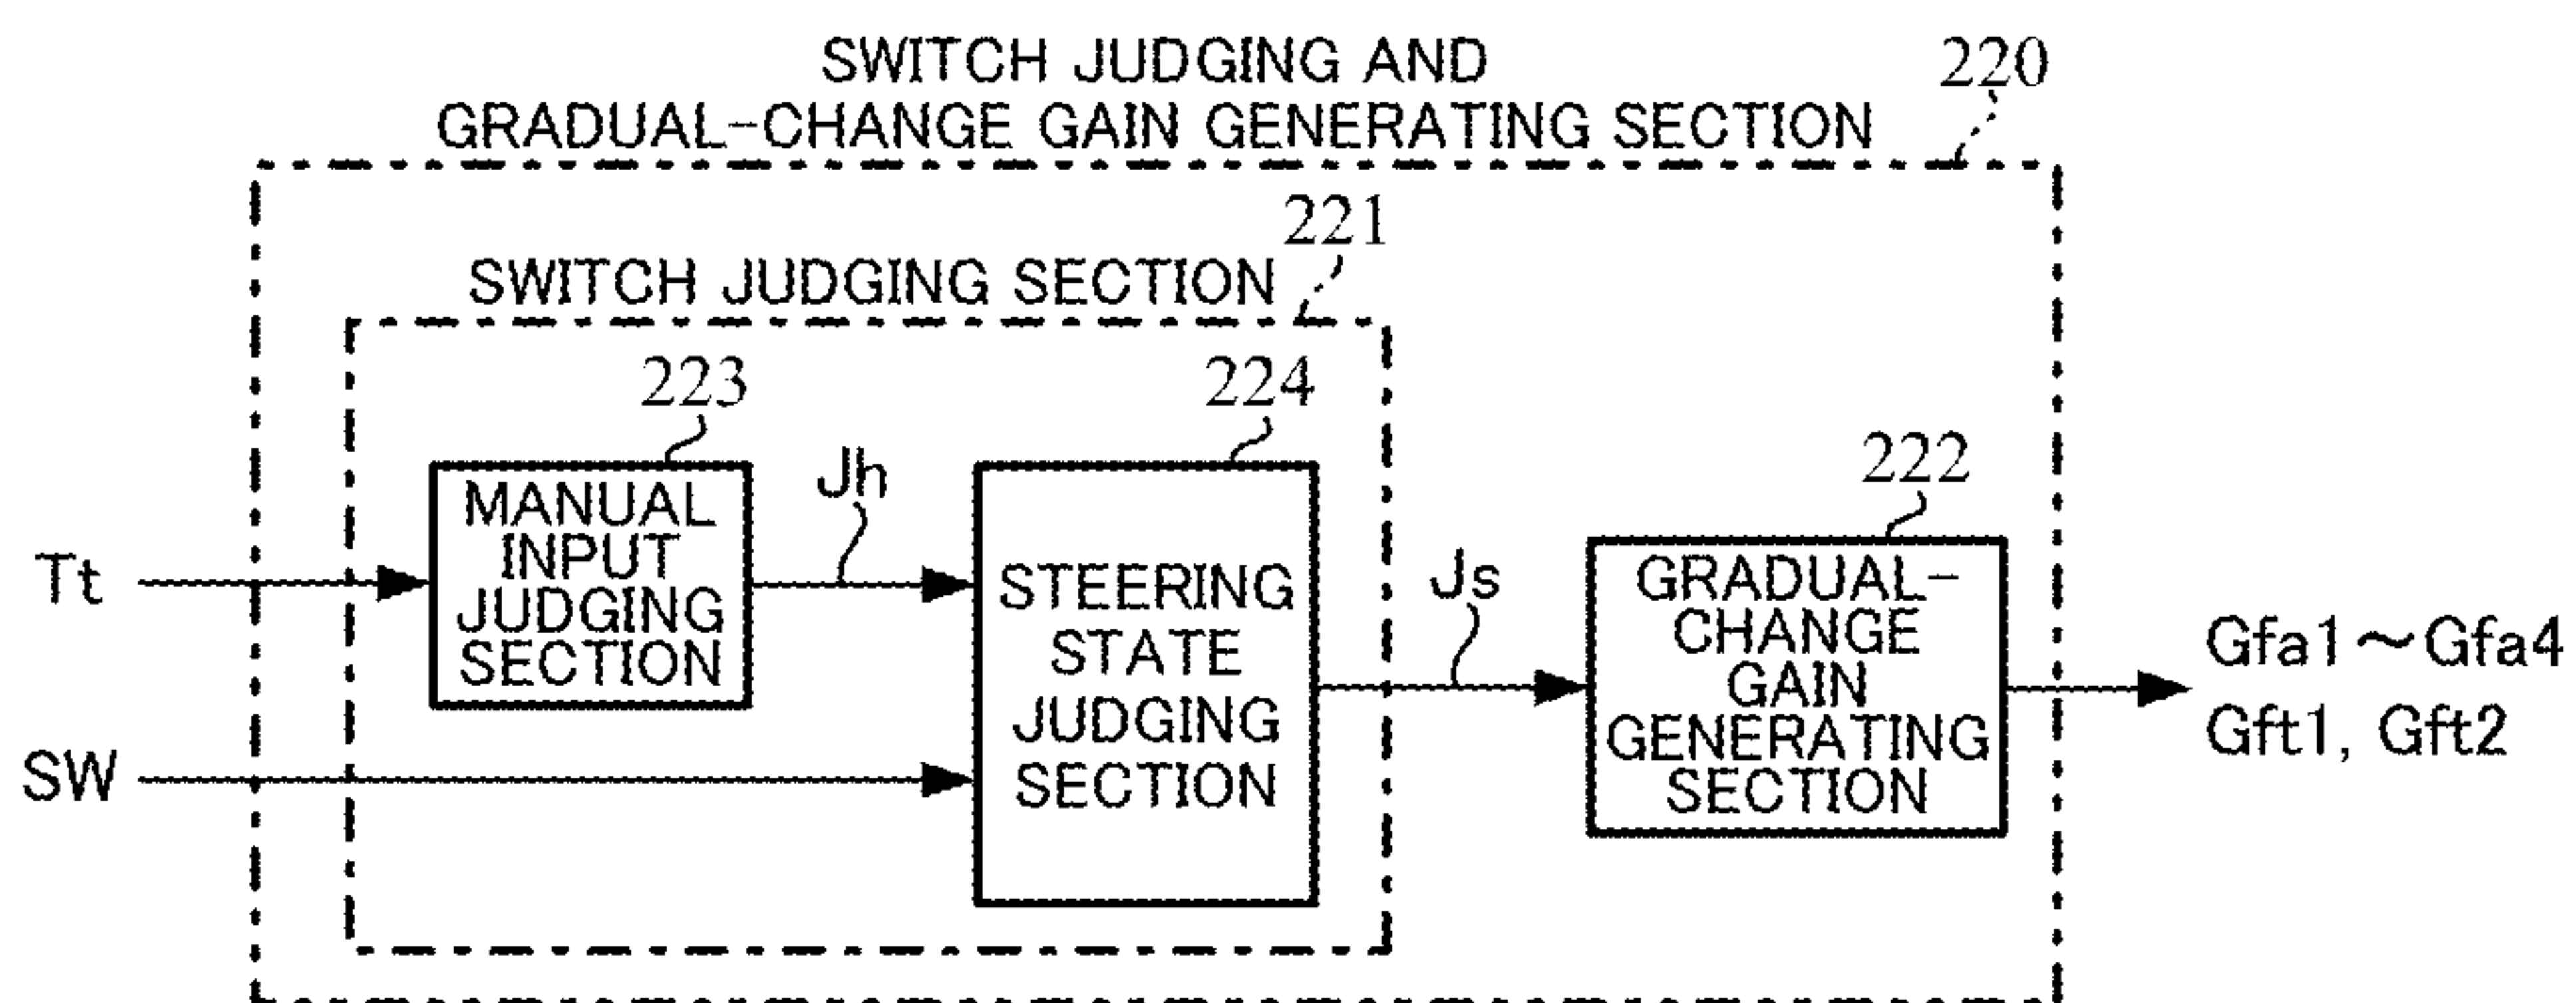 SWITCH JUDGING AND
GRADUAL-CHANGE GAIN GENERATING SECTION
220
SWITCH JUDGING SECTION
221
223
224
222
MANUAL
INPUT
JUDGING
SECTION
Jh
STEERING
STATE
JUDGING
SECTION
Js
GRADUAL-
CHANGE
GAIN
GENERATING
SECTION
Tt
SW
Gfa1～Gfa4
Gft1, Gft2